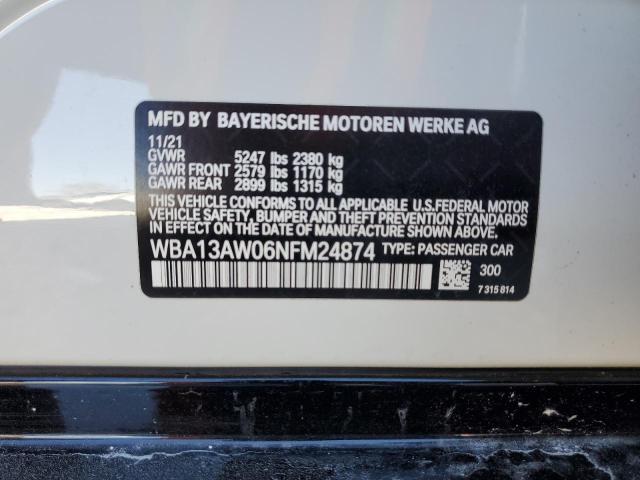 MFD BY BAYERISCHE MOTOREN WERKE AG
11/21
GVWR 5247 lbs 2380 kg
GAWR FRONT 2579 lbs 1170 kg
GAWR REAR 2899 lbs 1315 kg
THIS VEHICLE CONFORMS TO ALL APPLICABLE U.S. FEDERAL MOTOR
VEHICLE SAFETY, BUMPER, AND THEFT PREVENTION STANDARDS
IN EFFECT ON THE DATE OF MANUFACTURE SHOWN ABOVE.
WBA13AW06NFM24874 TYPE: PASSENGER CAR
300
7 315 814